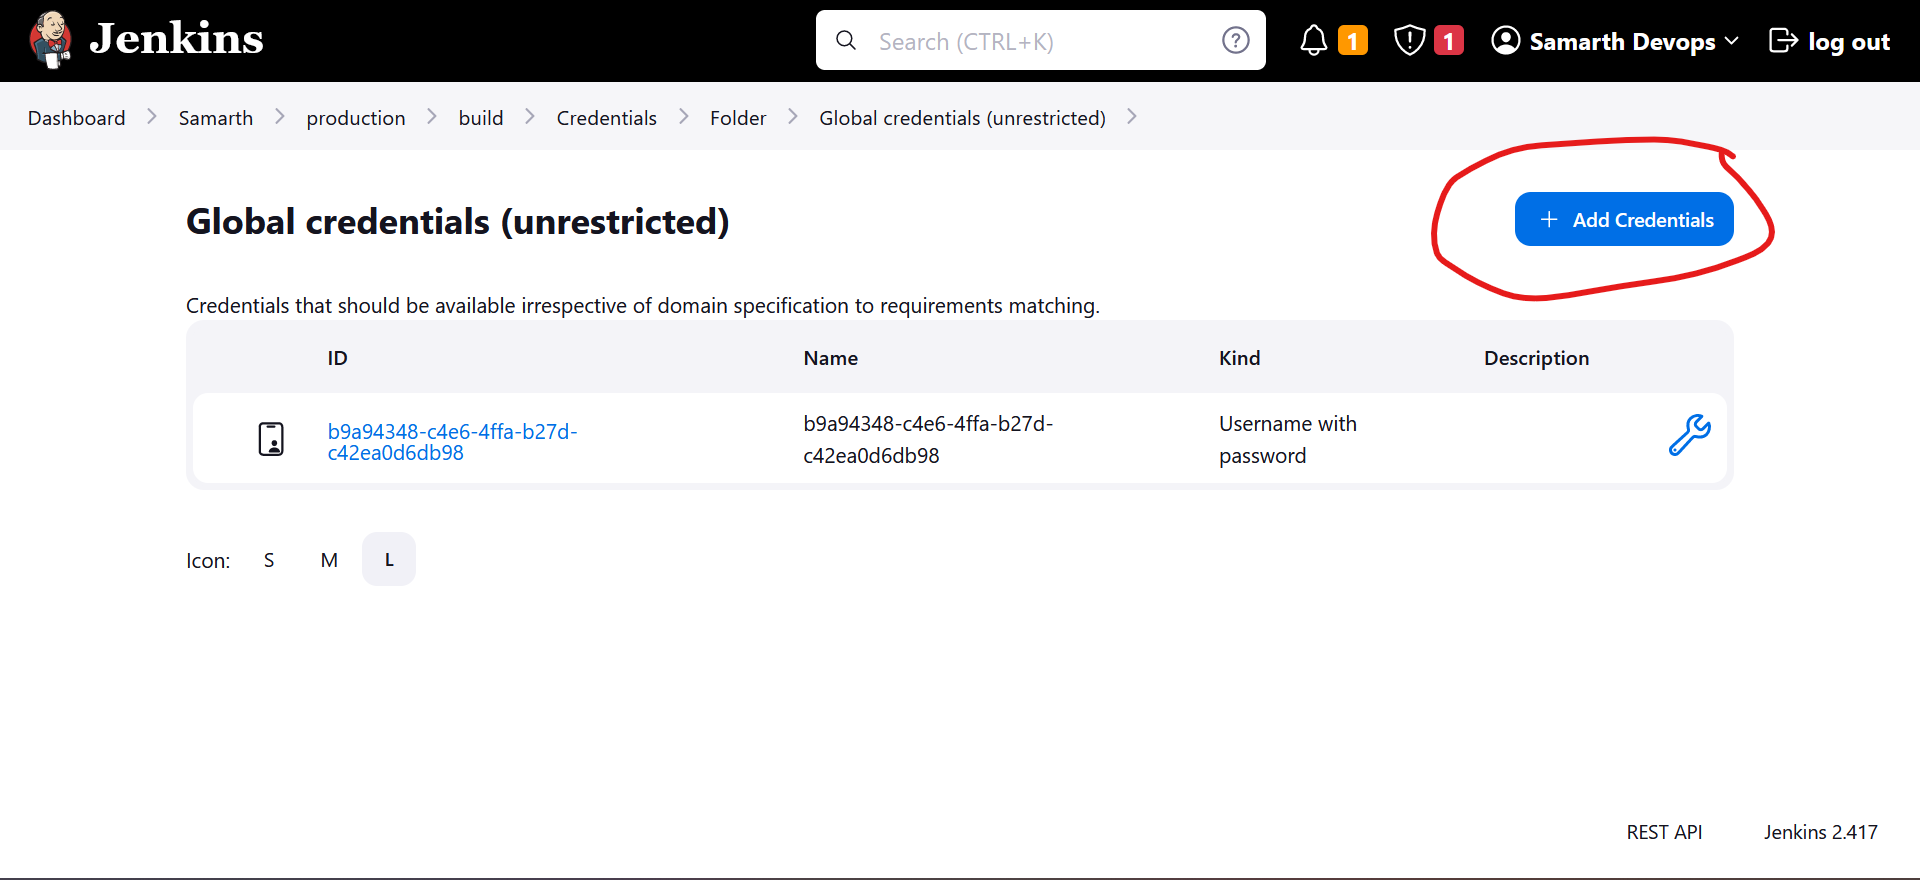 Jenkins
Search (CTRL+K)
?
1
1
Samarth Devops
log out
Dashboard > Samarth > production > build > Credentials > Folder > Global credentials (unrestricted) >
Global credentials (unrestricted)
+ Add Credentials
Credentials that should be available irrespective of domain specification to requirements matching.
ID Name Kind Description
b9a94348-c4e6-4ffa-b27d-
c42ea0d6db98
b9a94348-c4e6-4ffa-b27d-
c42ea0d6db98
Username with
password
Icon: S M L
REST API Jenkins 2.417